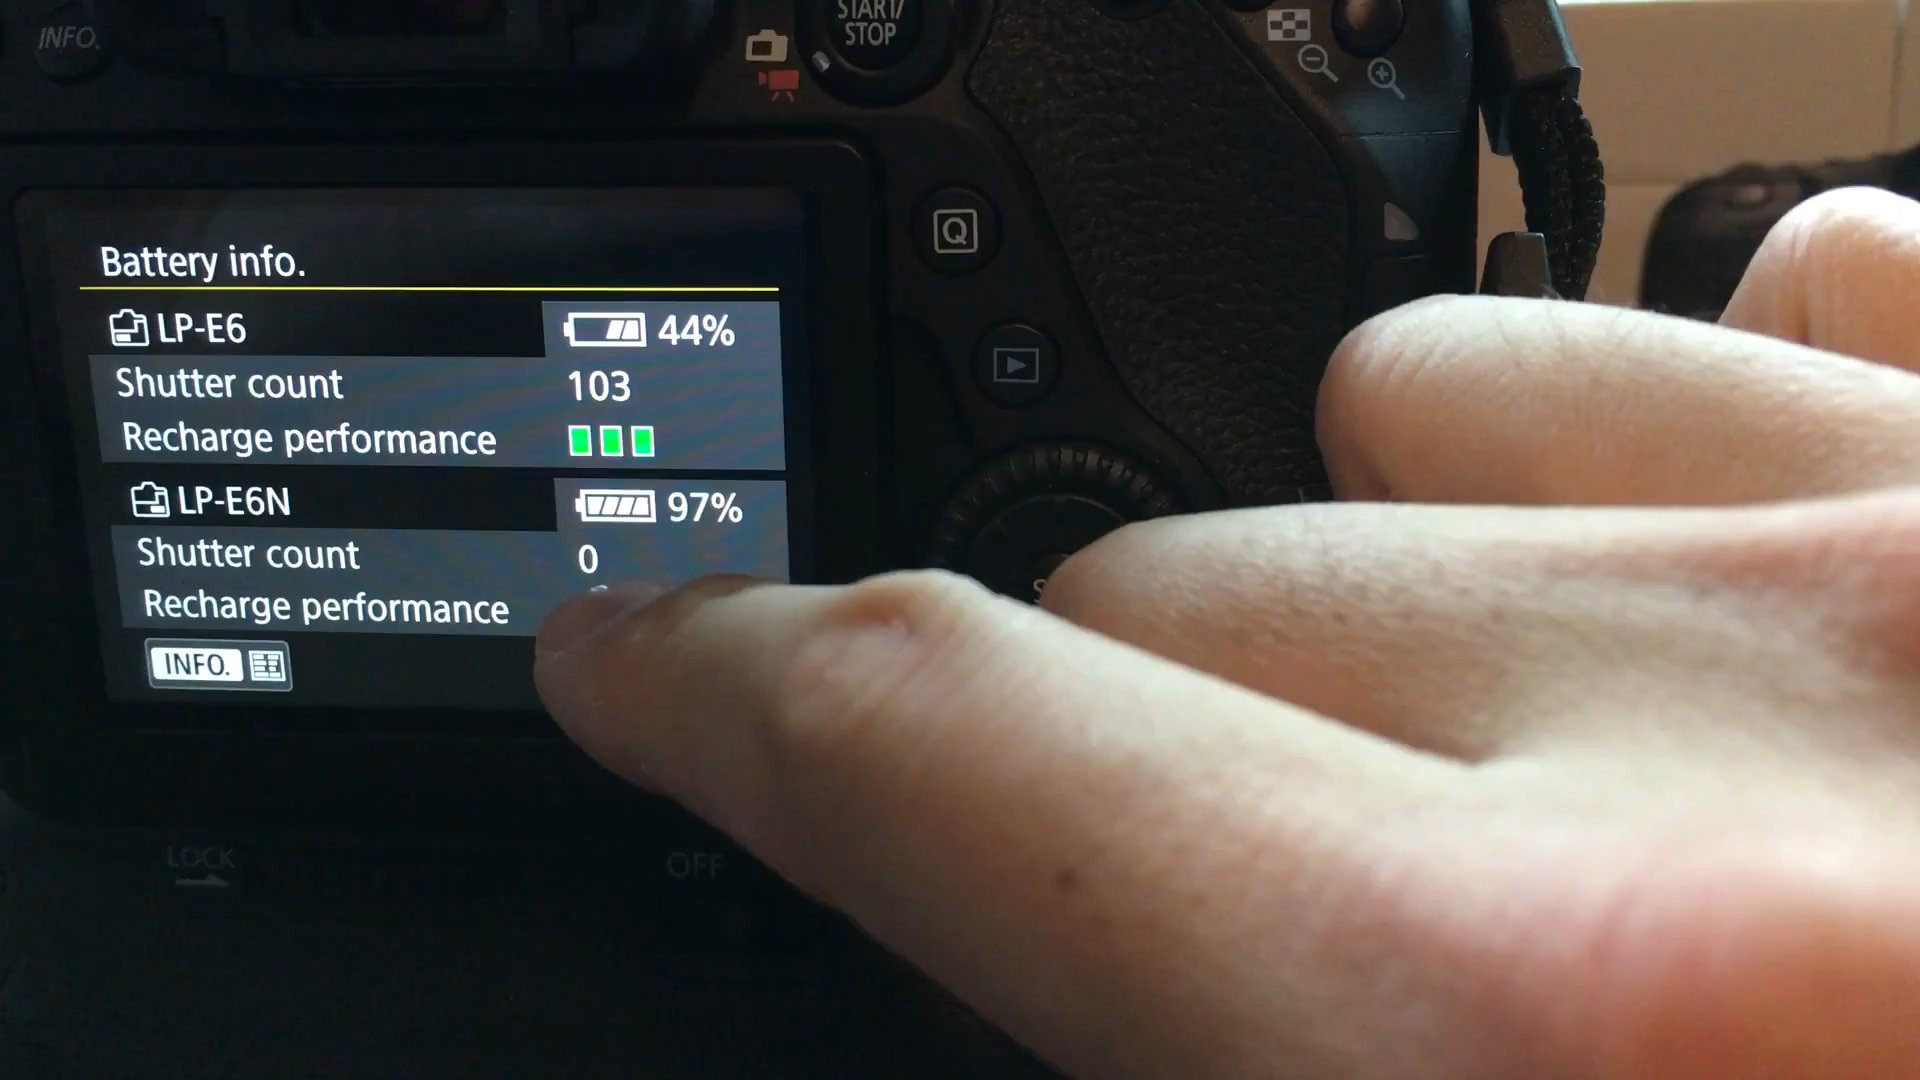 INFO.
START/
STOP
Q
Battery info.
LP-E6 44%
Shutter count 103
Recharge performance
LP-E6N 97%
Shutter count 0
Recharge performance
INFO.
LOCK
OFF